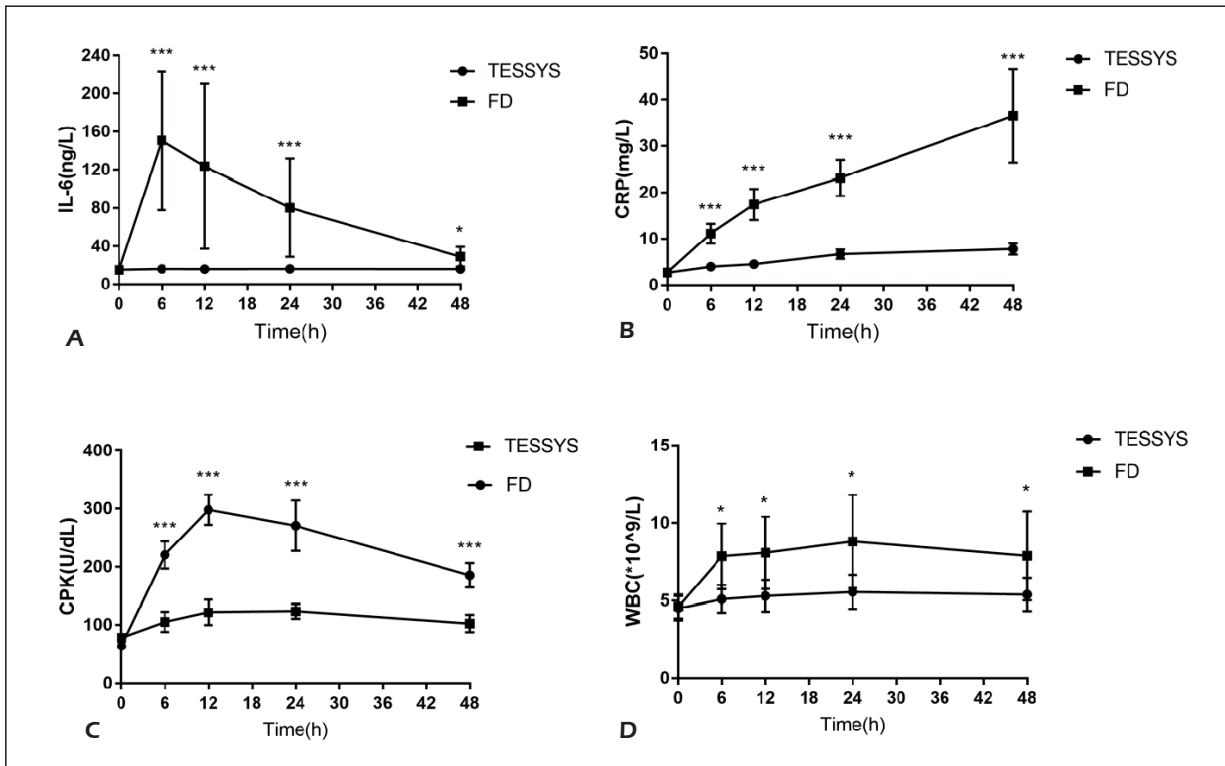 ***
***
***
*
240
200
160
120
80
40
0
IL-6(ng/L)
0 6 12 18 24 30 36 42 48
Time(h)
TESSYS
FD
A
***
***
***
***
50
40
30
20
10
0
CRP(mg/L)
0 6 12 18 24 30 36 42 48
Time(h)
TESSYS
FD
B
***
***
***
***
400
300
200
100
0
CPK(U/dL)
0 6 12 18 24 30 36 42 48
Time(h)
TESSYS
FD
C
*
*
*
*
15
10
5
0
WBC(*10^9/L)
0 6 12 18 24 30 36 42 48
Time(h)
TESSYS
FD
D